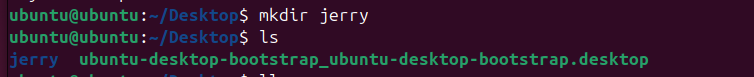 ubuntu@ubuntu:~/Desktop$ mkdir jerry
ubuntu@ubuntu:~/Desktop$ ls
jerry  ubuntu-desktop-bootstrap_ubuntu-desktop-bootstrap.desktop